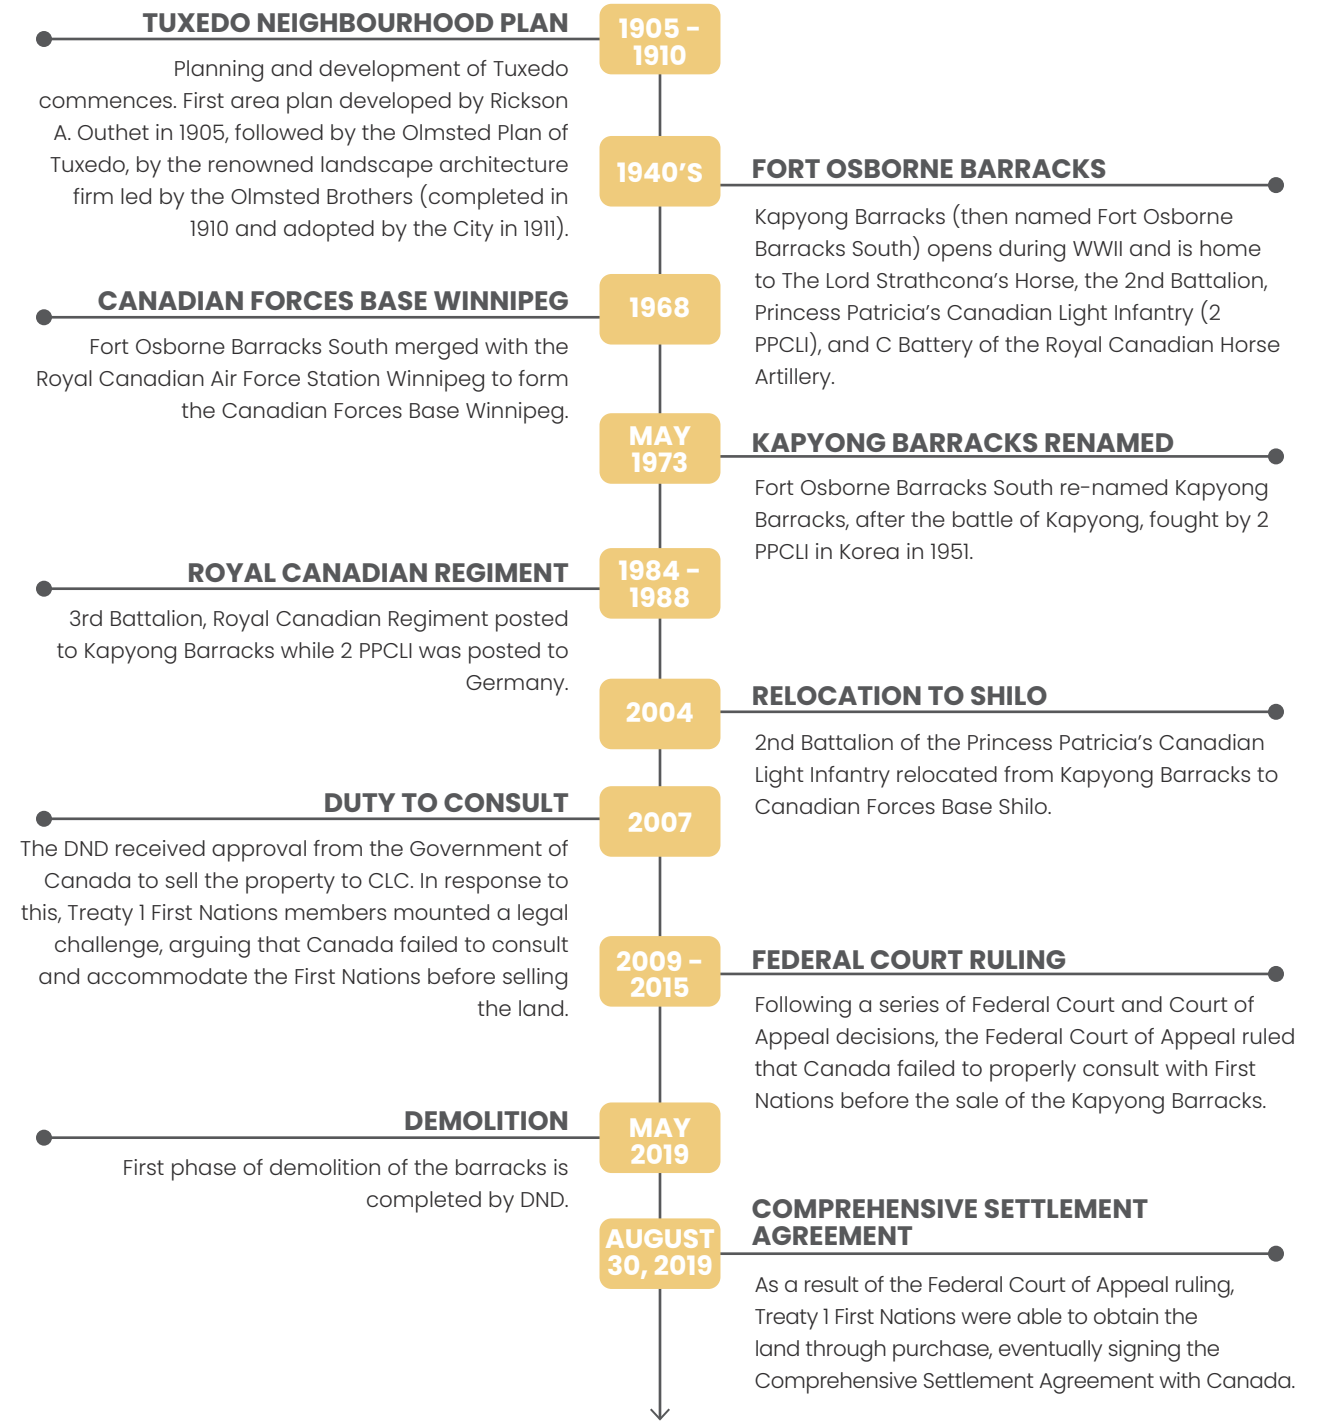 TUXEDO NEIGHBOURHOOD PLAN
1905 -
1910
Planning and development of Tuxedo
commences. First area plan developed by Rickson
A. Outhet in 1905, followed by the Olmsted Plan of
Tuxedo, by the renowned landscape architecture
firm led by the Olmsted Brothers (completed in
1910 and adopted by the City in 1911).
1940'S
FORT OSBORNE BARRACKS
Kapyong Barracks (then named Fort Osborne
Barracks South) opens during WWII and is home
to The Lord Strathcona's Horse, the 2nd Battalion,
Princess Patricia's Canadian Light Infantry (2
PPCLI), and C Battery of the Royal Canadian Horse
Artillery.
CANADIAN FORCES BASE WINNIPEG
1968
Fort Osborne Barracks South merged with the
Royal Canadian Air Force Station Winnipeg to form
the Canadian Forces Base Winnipeg.
MAY
1973
KAPYONG BARRACKS RENAMED
Fort Osborne Barracks South re-named Kapyong
Barracks, after the battle of Kapyong, fought by 2
PPCLI in Korea in 1951.
ROYAL CANADIAN REGIMENT
1984 -
1988
3rd Battalion, Royal Canadian Regiment posted
to Kapyong Barracks while 2 PPCLI was posted to
Germany.
2004
RELOCATION TO SHILO
2nd Battalion of the Princess Patricia's Canadian
Light Infantry relocated from Kapyong Barracks to
Canadian Forces Base Shilo.
DUTY TO CONSULT
2007
The DND received approval from the Government of
Canada to sell the property to CLC. In response to
this, Treaty 1 First Nations members mounted a legal
challenge, arguing that Canada failed to consult
and accommodate the First Nations before selling
the land.
2009 -
2015
FEDERAL COURT RULING
Following a series of Federal Court and Court of
Appeal decisions, the Federal Court of Appeal ruled
that Canada failed to properly consult with First
Nations before the sale of the Kapyong Barracks.
DEMOLITION
MAY
2019
First phase of demolition of the barracks is
completed by DND.
AUGUST
30, 2019
COMPREHENSIVE SETTLEMENT
AGREEMENT
As a result of the Federal Court of Appeal ruling,
Treaty 1 First Nations were able to obtain the
land through purchase, eventually signing the
Comprehensive Settlement Agreement with Canada.